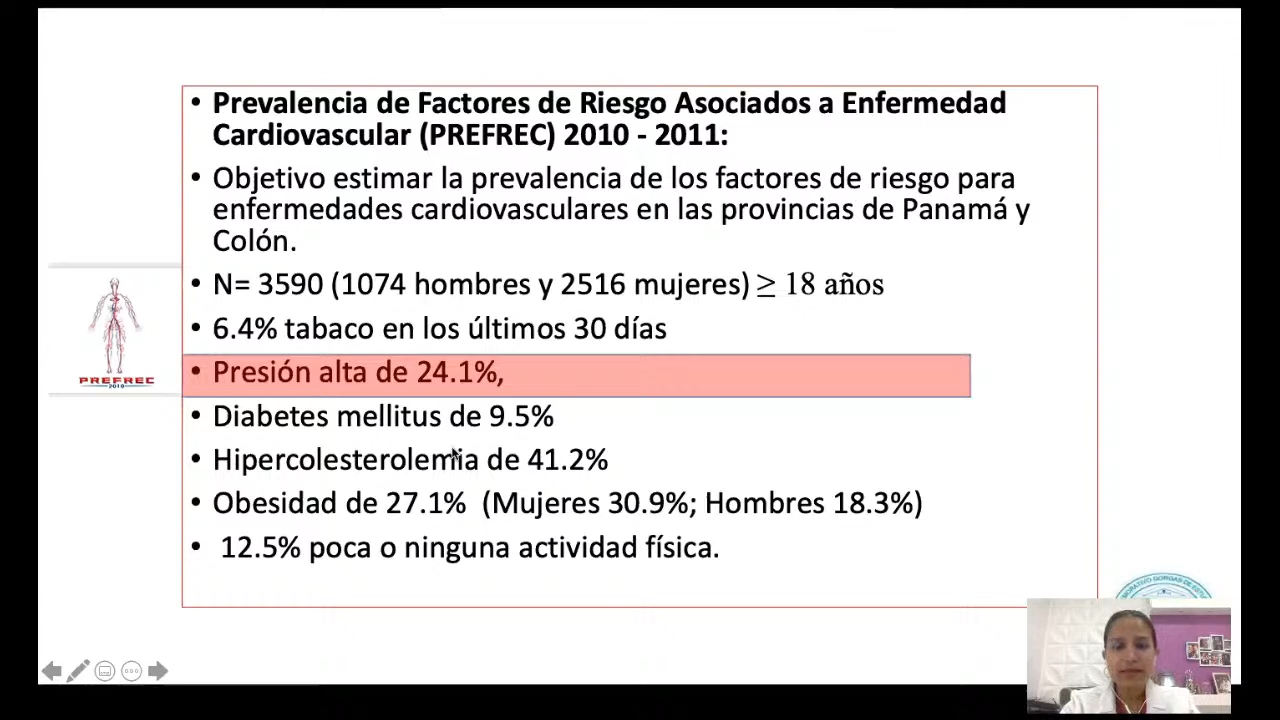 • Prevalencia de Factores de Riesgo Asociados a Enfermedad
Cardiovascular (PREFREC) 2010 - 2011:
• Objetivo estimar la prevalencia de los factores de riesgo para
enfermedades cardiovasculares en las provincias de Panamá y
Colón.
• N= 3590 (1074 hombres y 2516 mujeres) ≥ 18 años
• 6.4% tabaco en los últimos 30 días
• Presión alta de 24.1%,
• Diabetes mellitus de 9.5%
• Hipercolesterolemia de 41.2%
• Obesidad de 27.1% (Mujeres 30.9%; Hombres 18.3%)
• 12.5% poca o ninguna actividad física.
PREFREC
2010
GORGAS DE